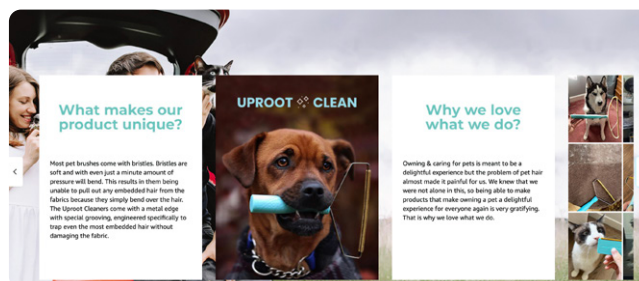 What makes our
product unique?
Most pet brushes come with bristles. Bristles are
soft and with even just a minute amount of
pressure will bend. This results in them being
unable to pull out any embedded hair from the
fabrics because they simply bend over the hair.
The Uproot Cleaners come with a metal edge
with special grooving, engineered specifically to
trap even the most embedded hair without
damaging the fabric.
UPROOT CLEAN
Why we love
what we do?
Owning & caring for pets is meant to be a
delightful experience but the problem of pet hair
almost made it painful for us. We knew that we
were not alone in this, so being able to make
products that make owning a pet a delightful
experience for everyone again is very gratifying.
That is why we love what we do.